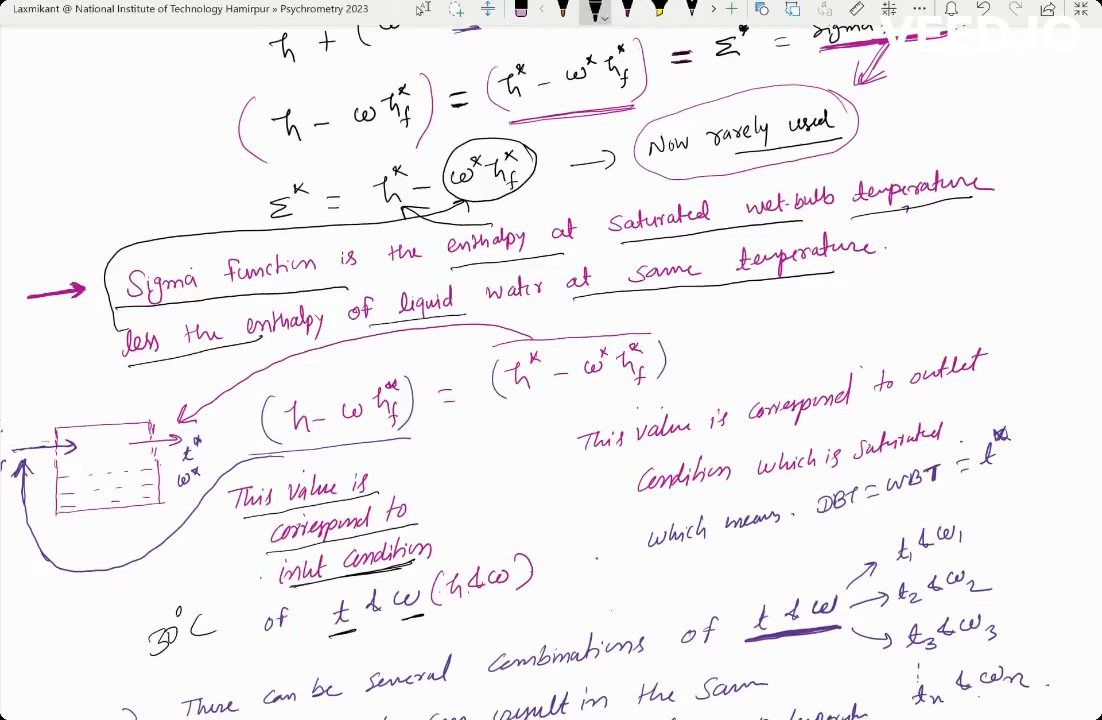 Laxmikant @ National Institute of Technology Hamirpur » Psychrometry 2023
VEED.IO
h + (ω
(h - ω h*f) = (h* - ω* h*f) = Σ* = sigma
Σ* = h* - ω* h*f → Now rarely used
Sigma function is the enthalpy at saturated wet-bulb temperature
less the enthalpy of liquid water at same temperature.
(h - ω h*f) = (h* - ω* h*f)
t*
ω*
This value is
correspond to
inlet condition
of t & ω (h & ω)
30°C
This value is correspond to outlet
Condition which is saturated.
which means. DBT = WBT = t*
There can be several combinations of t & ω
t1 & ω1
t2 & ω2
t3 & ω3
tn & ωn.
result in the same